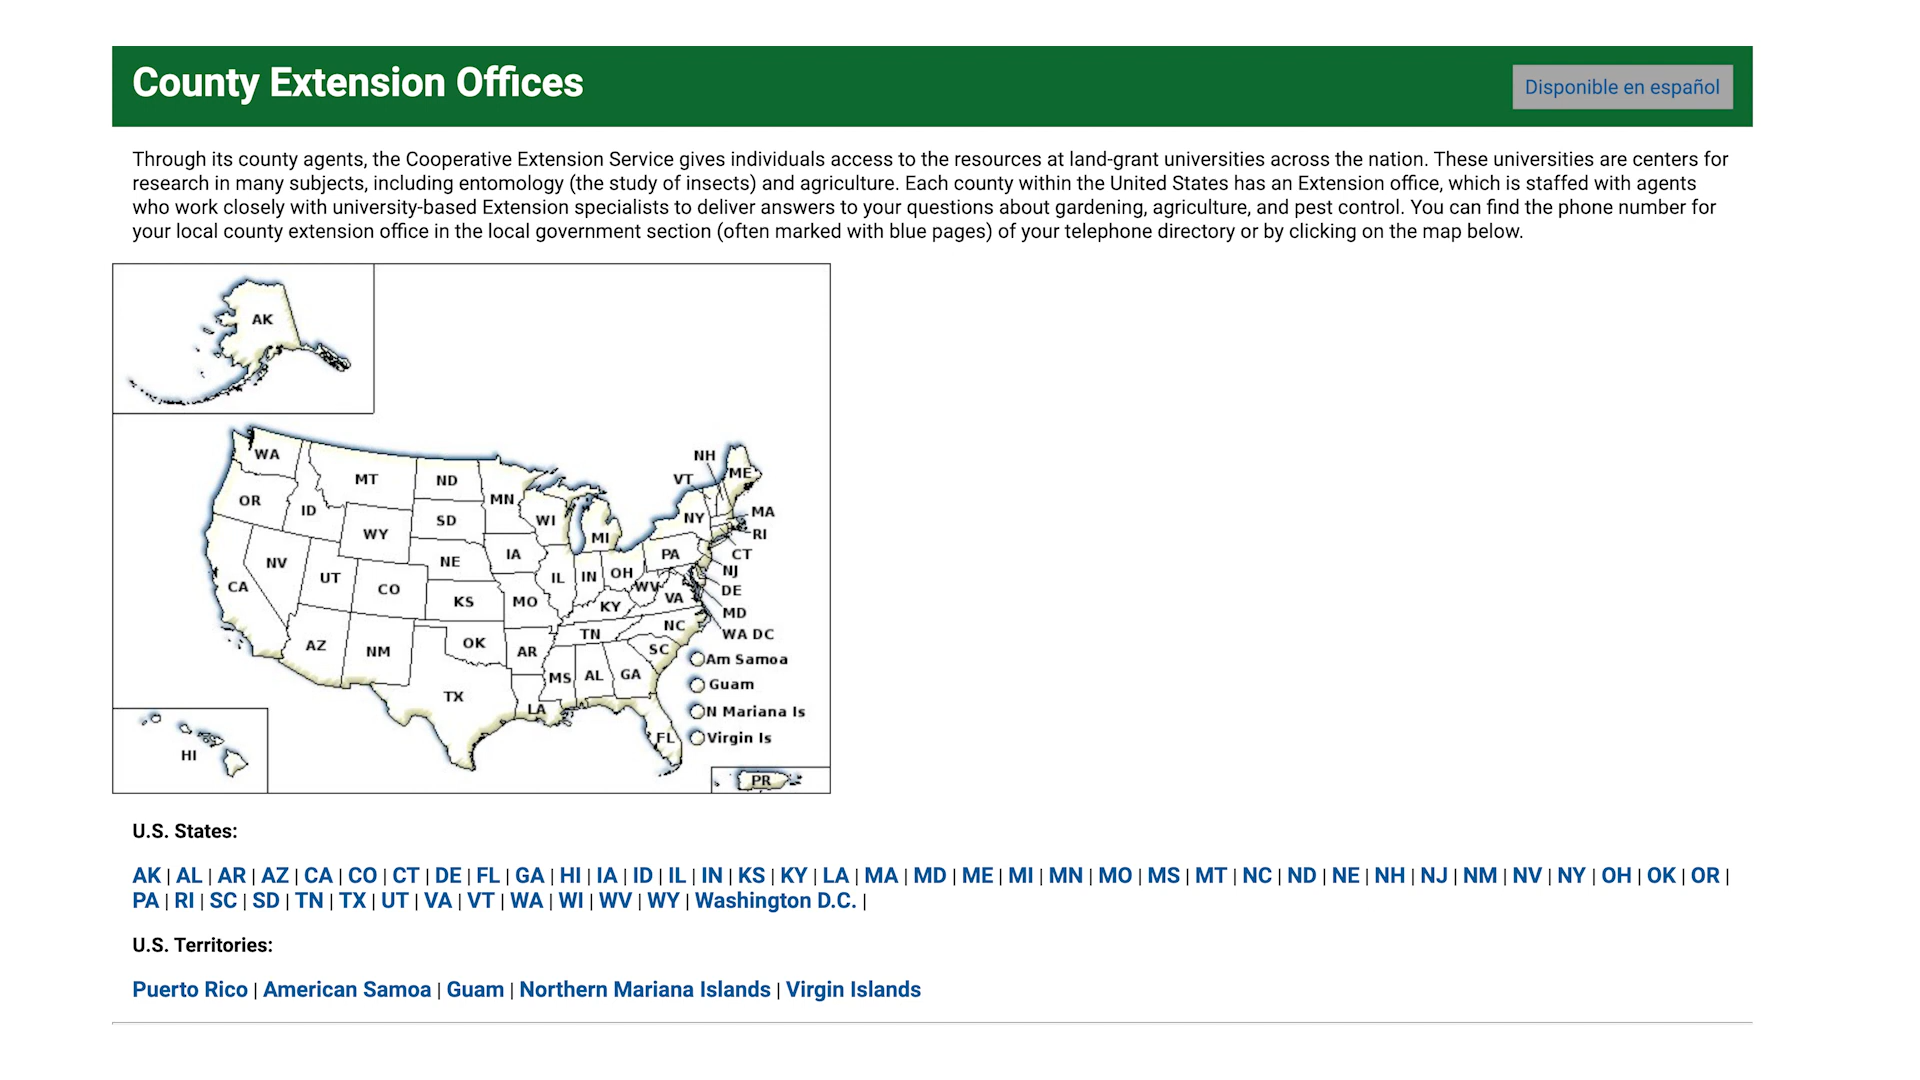 County Extension Offices
Disponible en español
Through its county agents, the Cooperative Extension Service gives individuals access to the resources at land-grant universities across the nation. These universities are centers for
research in many subjects, including entomology (the study of insects) and agriculture. Each county within the United States has an Extension office, which is staffed with agents
who work closely with university-based Extension specialists to deliver answers to your questions about gardening, agriculture, and pest control. You can find the phone number for
your local county extension office in the local government section (often marked with blue pages) of your telephone directory or by clicking on the map below.
AK
WA
MT
ND
MN
OR
ID
WY
SD
WI
MI
NY
VT
NH
ME
MA
RI
CT
NJ
DE
MD
WA DC
NV
UT
CO
NE
IA
IL
IN
OH
PA
WV
VA
CA
KS
MO
KY
NC
AZ
NM
OK
AR
TN
SC
TX
LA
MS
AL
GA
FL
Am Samoa
Guam
N Mariana Is
Virgin Is
HI
PR
U.S. States:
AK | AL | AR | AZ | CA | CO | CT | DE | FL | GA | HI | IA | ID | IL | IN | KS | KY | LA | MA | MD | ME | MI | MN | MO | MS | MT | NC | ND | NE | NH | NJ | NM | NV | NY | OH | OK | OR |
PA | RI | SC | SD | TN | TX | UT | VA | VT | WA | WI | WV | WY | Washington D.C. |
U.S. Territories:
Puerto Rico | American Samoa | Guam | Northern Mariana Islands | Virgin Islands